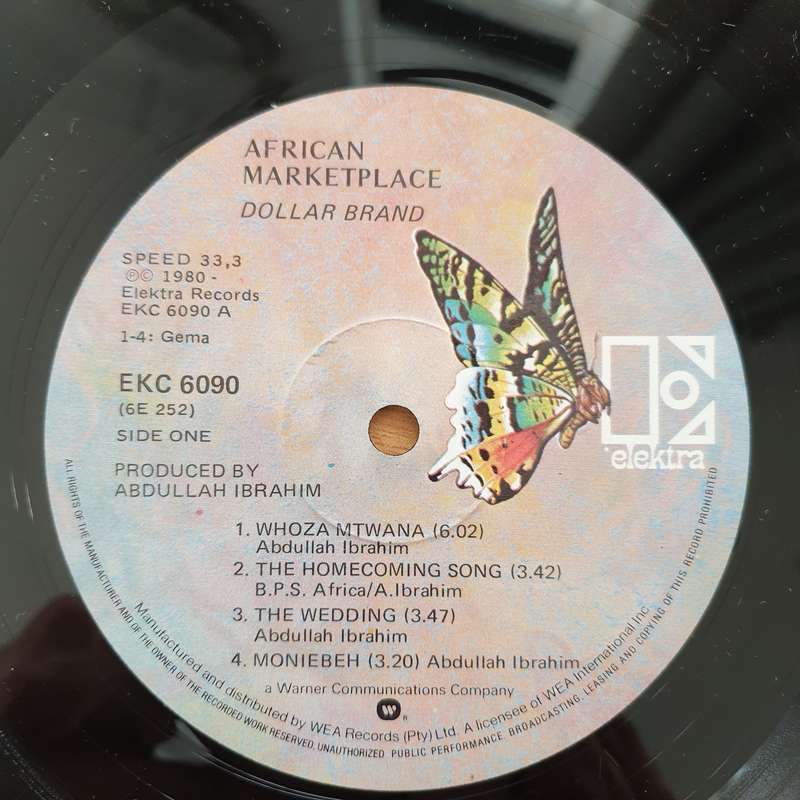 AFRICAN
MARKETPLACE
DOLLAR BRAND
SPEED 33,3
℗© 1980 -
Elektra Records
EKC 6090 A
1-4: Gema
EKC 6090
(6E 252)
SIDE ONE
PRODUCED BY
ABDULLAH IBRAHIM
elektra
1. WHOZA MTWANA (6.02)
Abdullah Ibrahim
2. THE HOMECOMING SONG (3.42)
B.P.S. Africa/A.Ibrahim
3. THE WEDDING (3.47)
Abdullah Ibrahim
4. MONIEBEH (3.20) Abdullah Ibrahim
a Warner Communications Company
Manufactured and distributed by WEA Records (Pty) Ltd. A licensee of WEA International Inc
ALL RIGHTS OF THE MANUFACTURER AND OF THE OWNER OF THE RECORDED WORK RESERVED. UNAUTHORIZED PUBLIC PERFORMANCE, BROADCASTING, LEASING AND COPYING OF THIS RECORD PROHIBITED